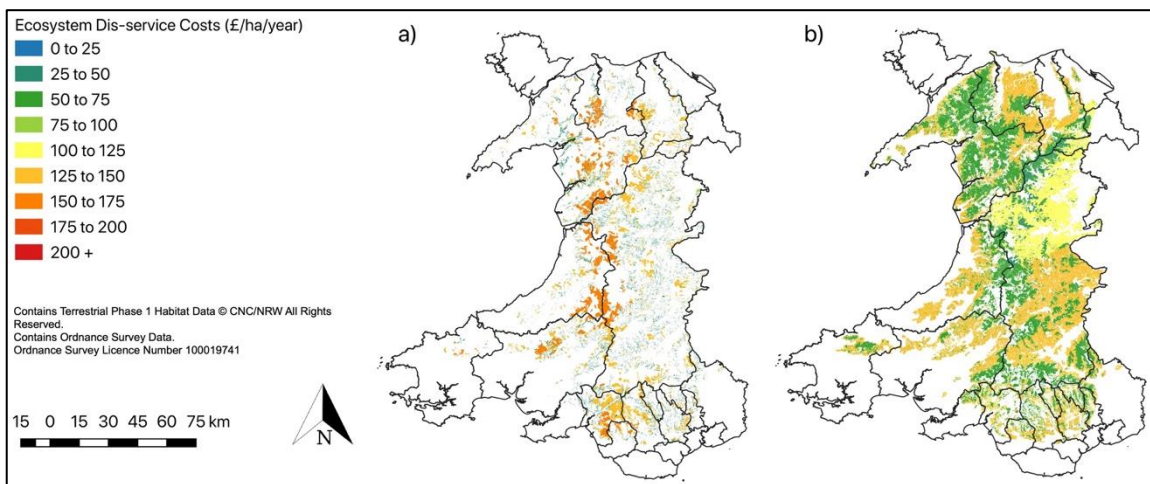 Ecosystem Dis-service Costs (£/ha/year)
0 to 25
25 to 50
50 to 75
75 to 100
100 to 125
125 to 150
150 to 175
175 to 200
200 +
Contains Terrestrial Phase 1 Habitat Data © CNC/NRW All Rights
Reserved.
Contains Ordnance Survey Data.
Ordnance Survey Licence Number 100019741
15 0 15 30 45 60 75 km
N
a)
b)